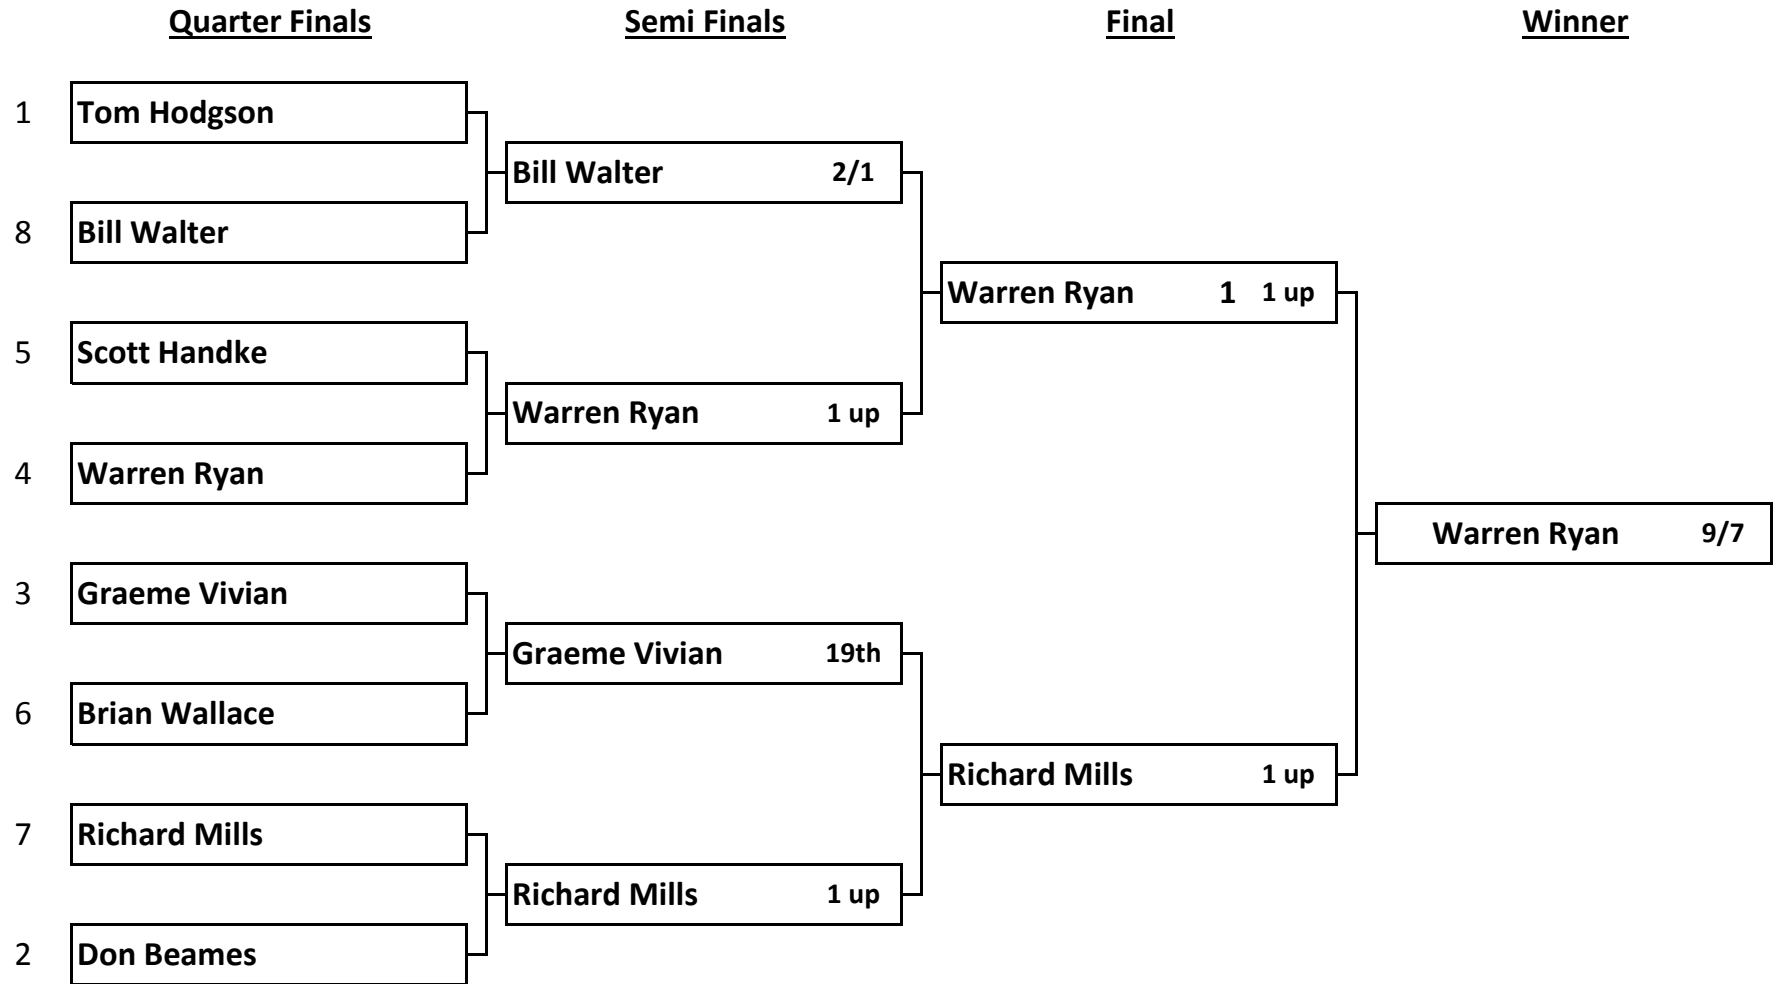 Quarter Finals Semi Finals Final Winner
1 Tom Hodgson
Bill Walter 2/1
8 Bill Walter
Warren Ryan 1 1 up
5 Scott Handke
Warren Ryan 1 up
4 Warren Ryan
Warren Ryan 9/7
3 Graeme Vivian
Graeme Vivian 19th
6 Brian Wallace
Richard Mills 1 up
7 Richard Mills
Richard Mills 1 up
2 Don Beames